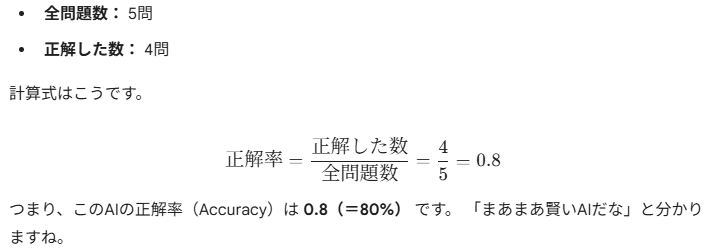 • 全問題数： 5問
• 正解した数： 4問
計算式はこうです。
正解率 = 正解した数/全問題数 = 4/5 = 0.8
つまり、このAIの正解率（Accuracy）は 0.8（＝80%） です。 「まあまあ賢いAIだな」と分かり
ますね。